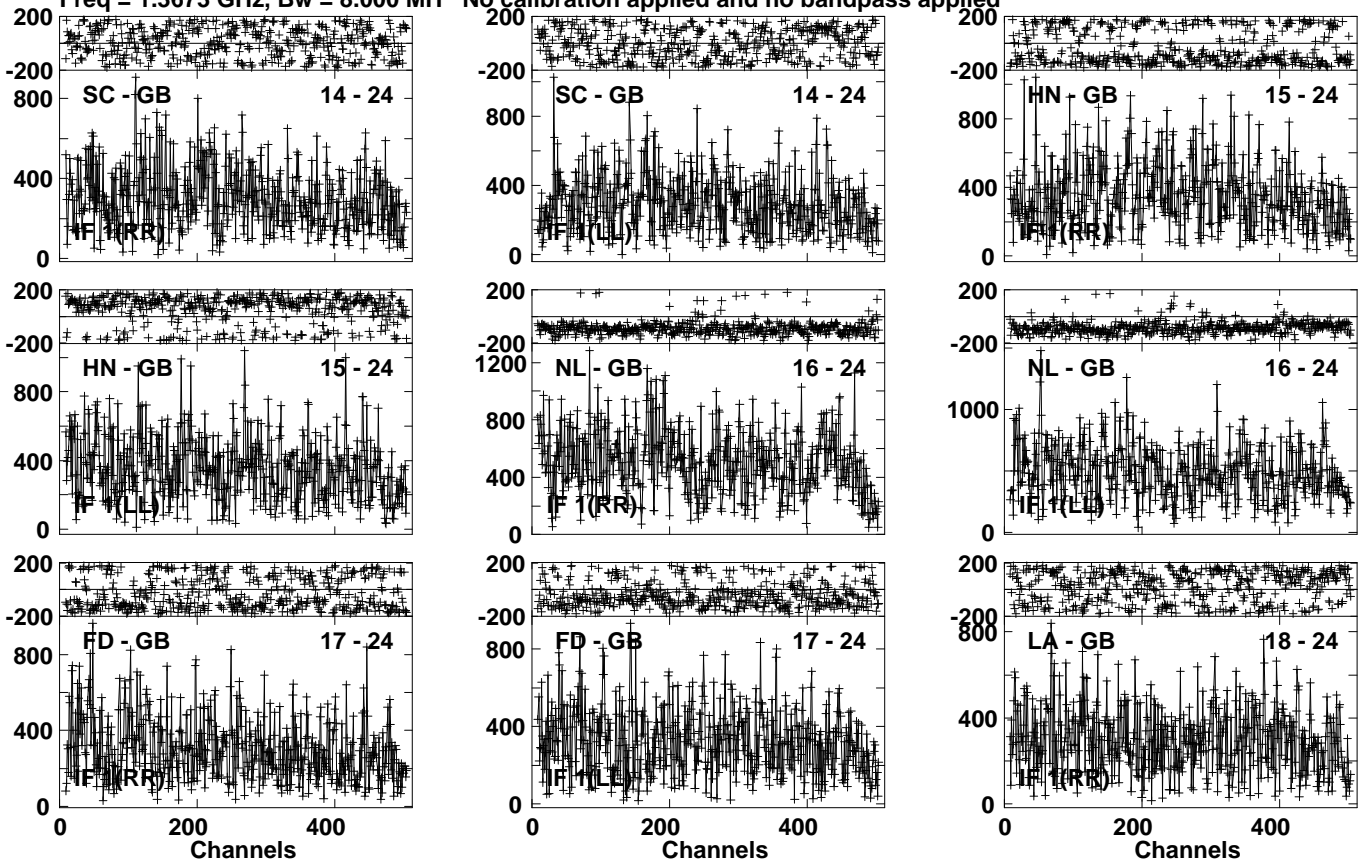 Freq = 1.3673 GHz, Bw = 8.000 MH No calibration applied and no bandpass applied
200
-200
SC - GB 14 - 24
800
400
0
IF 1(RR)
200
-200
SC - GB 14 - 24
800
400
0
IF 1(LL)
200
-200
HN - GB 15 - 24
800
400
0
IF 1(RR)
200
-200
HN - GB 15 - 24
800
400
0
IF 1(LL)
200
-200
1200
NL - GB 16 - 24
800
400
0
IF 1(RR)
200
-200
NL - GB 16 - 24
1000
0
IF 1(LL)
200
-200
FD - GB 17 - 24
800
400
0
IF 1(RR)
0 200 400
Channels
200
-200
FD - GB 17 - 24
800
400
0
IF 1(LL)
0 200 400
Channels
200
-200
800
LA - GB 18 - 24
400
0
IF 1(RR)
0 200 400
Channels